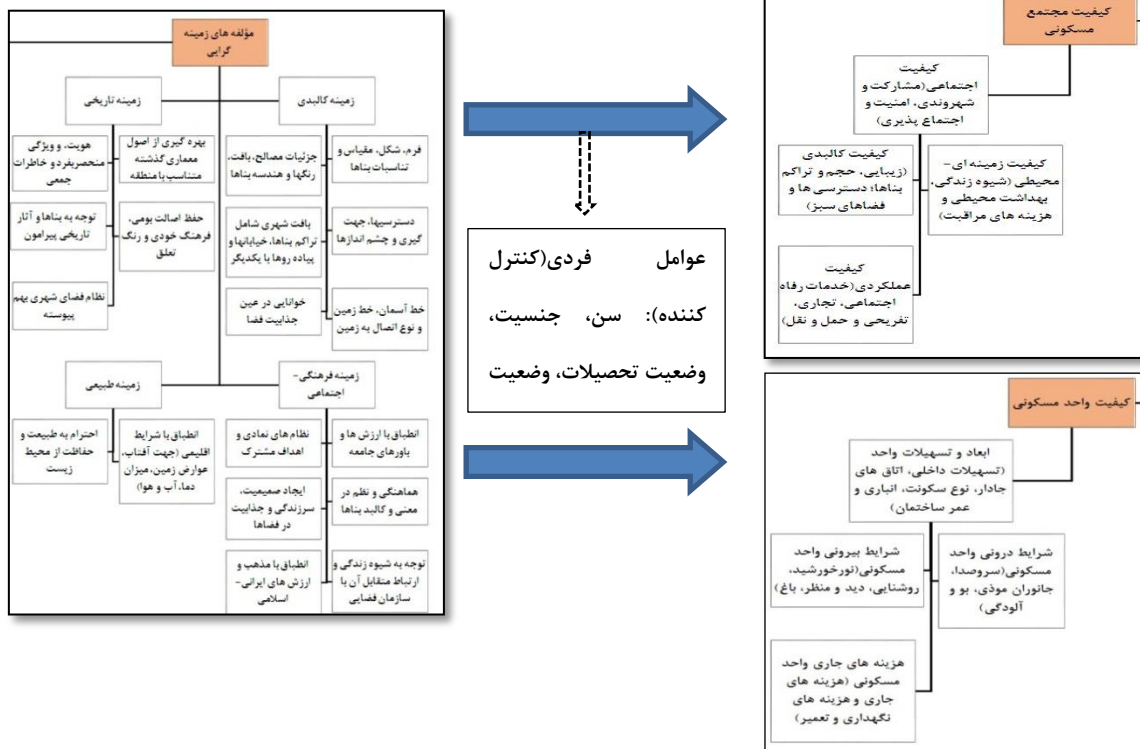 مؤلفه های زمینه
گرایی
زمینه کالبدی
زمینه تاریخی
فرم، شکل، مقیاس و
تناسبات بناها
جزئیات مصالح، بافت،
رنگها و هندسه بناها
دسترسیها، جهت
گیری و چشم اندازها
بافت شهری شامل
تراکم بناها، خیابانها و
پیاده روها با یکدیگر
خط آسمان، خط زمین
و نوع اتصال به زمین
خوانایی در عین
جذابیت فضا
بهره گیری از اصول
معماری گذشته
متناسب با منطقه
هویت، و ویژگی
منحصربفرد و خاطرات
جمعی
حفظ اصالت بومی،
فرهنگ خودی و رنگ
تعلق
توجه به بناها و آثار
تاریخی پیرامون
نظام فضای شهری بهم
پیوسته
زمینه فرهنگی-
اجتماعی
زمینه طبیعی
انطباق با ارزش ها و
باورهای جامعه
نظام های نمادی و
اهداف مشترک
هماهنگی و نظم در
معنی و کالبد بناها
ایجاد صمیمیت،
سرزندگی و جذابیت
در فضاها
توجه به شیوه زندگی و
ارتباط متقابل آن با
سازمان فضایی
انطباق با مذهب و
ارزش های ایرانی-
اسلامی
انطباق با شرایط
اقلیمی (جهت آفتاب،
عوارض زمین، میزان
دما، آب و هوا)
احترام به طبیعت و
حفاظت از محیط
زیست
عوامل فردی(کنترل
کننده): سن، جنسیت،
وضعیت تحصیلات، وضعیت
کیفیت مجتمع
مسکونی
کیفیت
اجتماعی(مشارکت و
شهروندی، امنیت و
اجتماع پذیری)
کیفیت زمینه ای-
محیطی (شیوه زندگی،
بهداشت محیطی و
هزینه های مراقبت)
کیفیت کالبدی
(زیبایی، حجم و تراکم
بناها؛ دسترسی ها و
فضاهای سبز)
کیفیت
عملکردی(خدمات رفاه
اجتماعی، تجاری،
تفریحی و حمل و نقل)
کیفیت واحد مسکونی
ابعاد و تسهیلات واحد
(تسهیلات داخلی، اتاق های
جادار، نوع سکونت، انباری و
عمر ساختمان)
شرایط درونی واحد
مسکونی(سروصدا،
جانوران موذی، بو و
آلودگی)
شرایط بیرونی واحد
مسکونی(نورخورشید،
روشنایی، دید و منظر، باغ)
هزینه های جاری واحد
مسکونی (هزینه های
جاری و هزینه های
نگهداری و تعمیر)